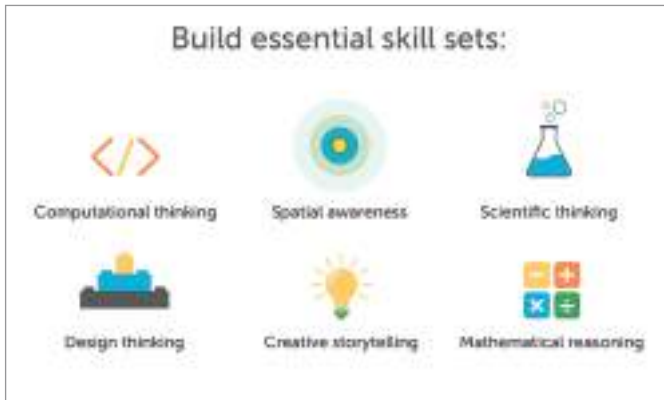 Build essential skill sets:
Computational thinking
Spatial awareness
Scientific thinking
Design thinking
Creative storytelling
Mathematical reasoning